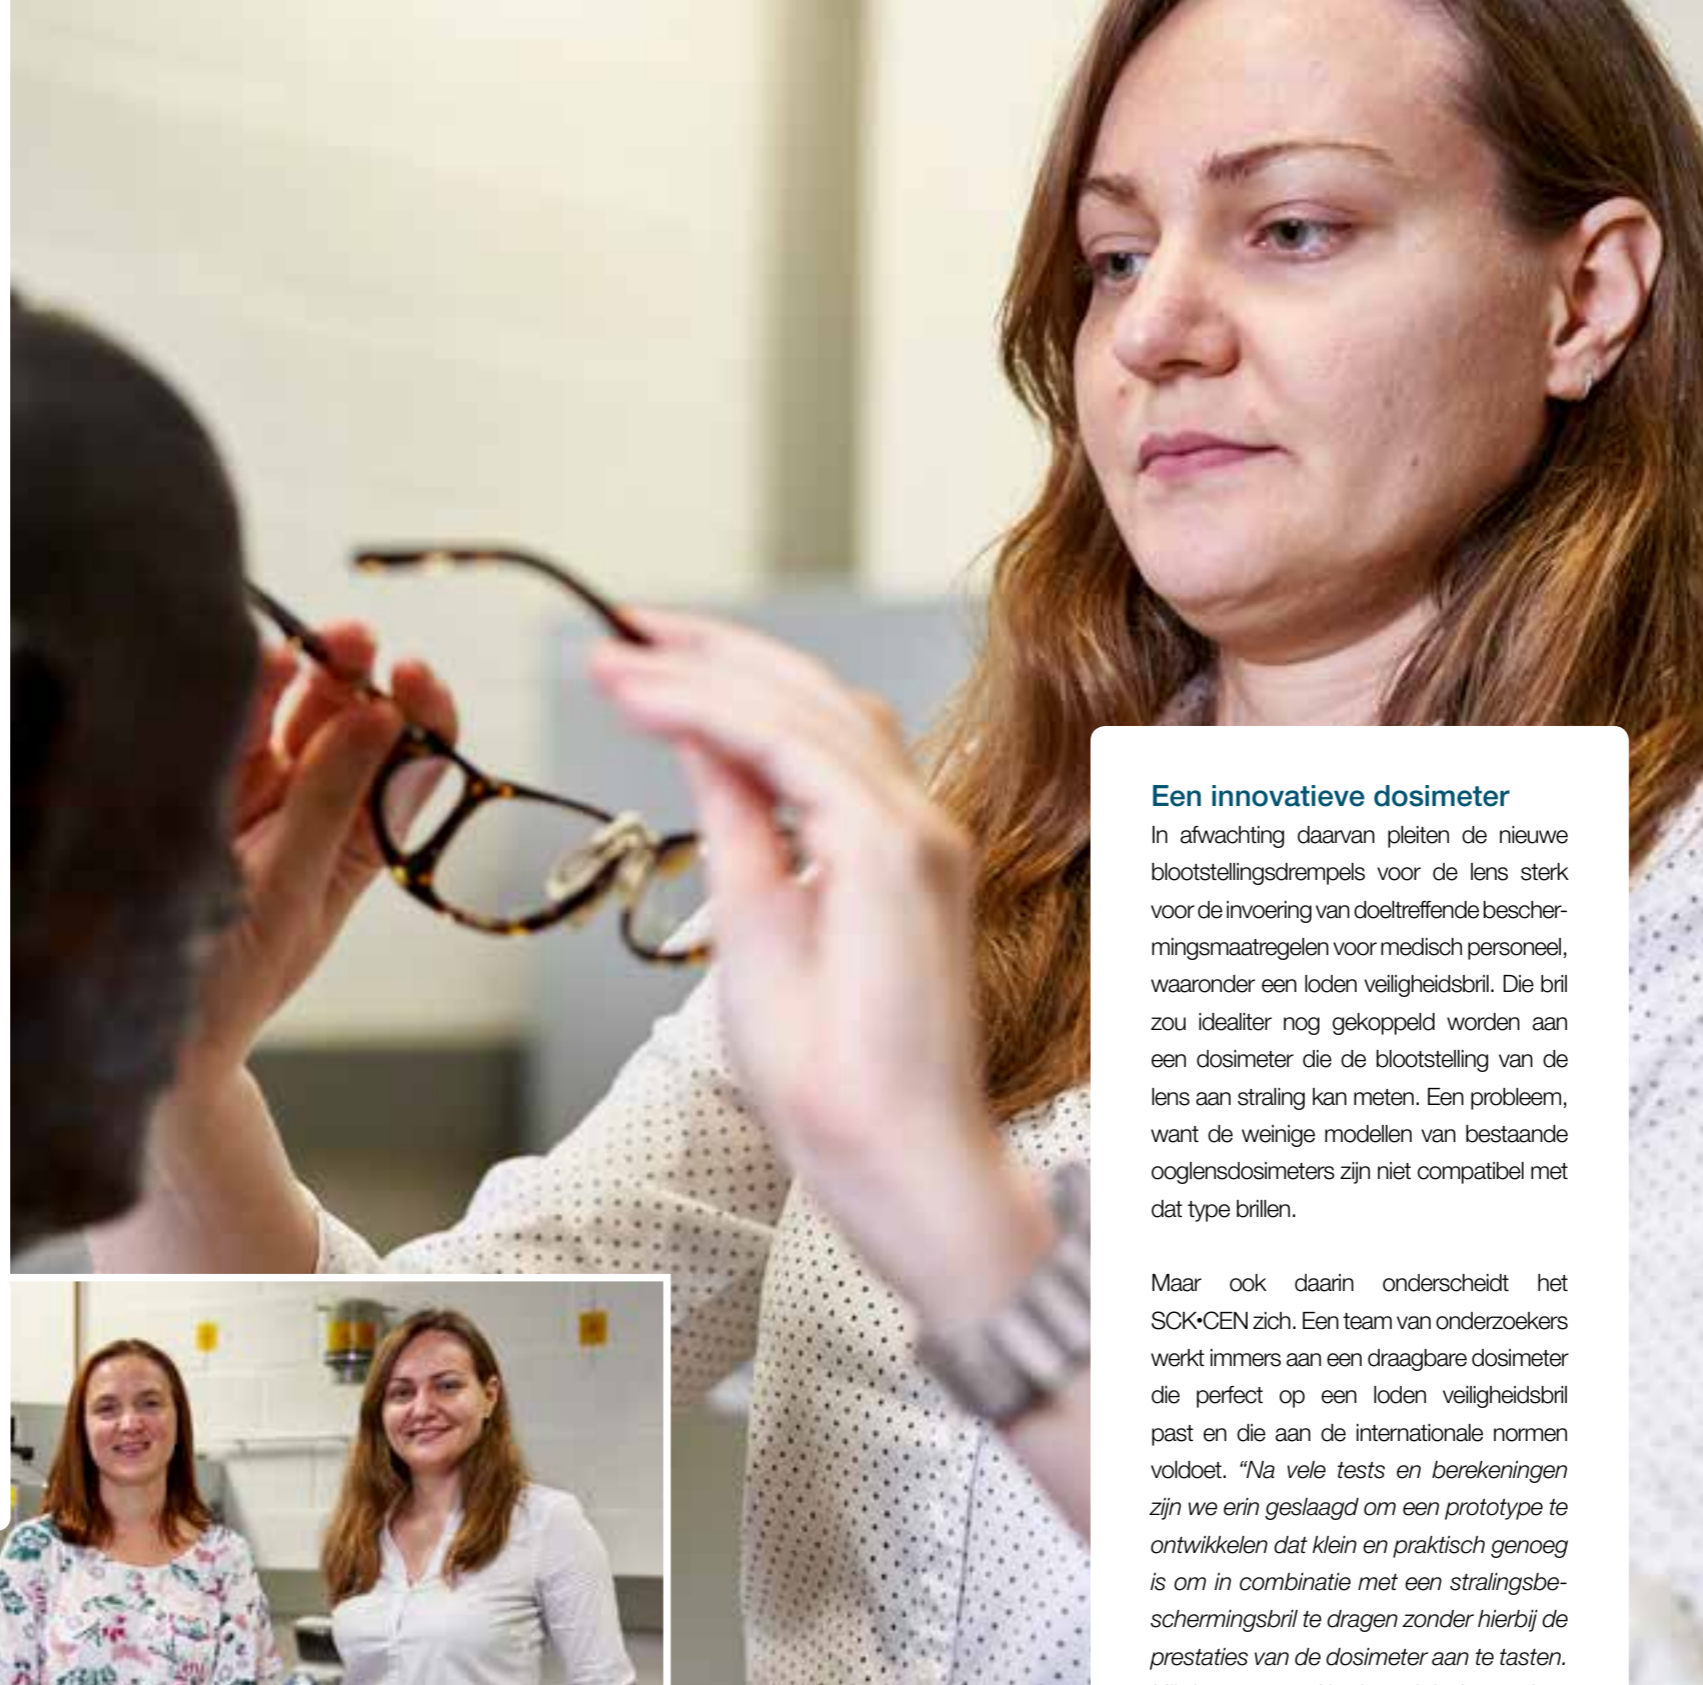 Een innovatieve dosimeter
In afwachting daarvan pleiten de nieuwe
blootstellingsdrempels voor de lens sterk
voor de invoering van doeltreffende bescher-
mingsmaatregelen voor medisch personeel,
waaronder een loden veiligheidsbril. Die bril
zou idealiter nog gekoppeld worden aan
een dosimeter die de blootstelling van de
lens aan straling kan meten. Een probleem,
want de weinige modellen van bestaande
ooglensdosimeters zijn niet compatibel met
dat type brillen.
Maar ook daarin onderscheidt het
SCK•CEN zich. Een team van onderzoekers
werkt immers aan een draagbare dosimeter
die perfect op een loden veiligheidsbril
past en die aan de internationale normen
voldoet. “Na vele tests en berekeningen
zijn we erin geslaagd om een prototype te
ontwikkelen dat klein en praktisch genoeg
is om in combinatie met een stralingsbe-
schermingsbril te dragen zonder hierbij de
prestaties van de dosimeter aan te tasten.